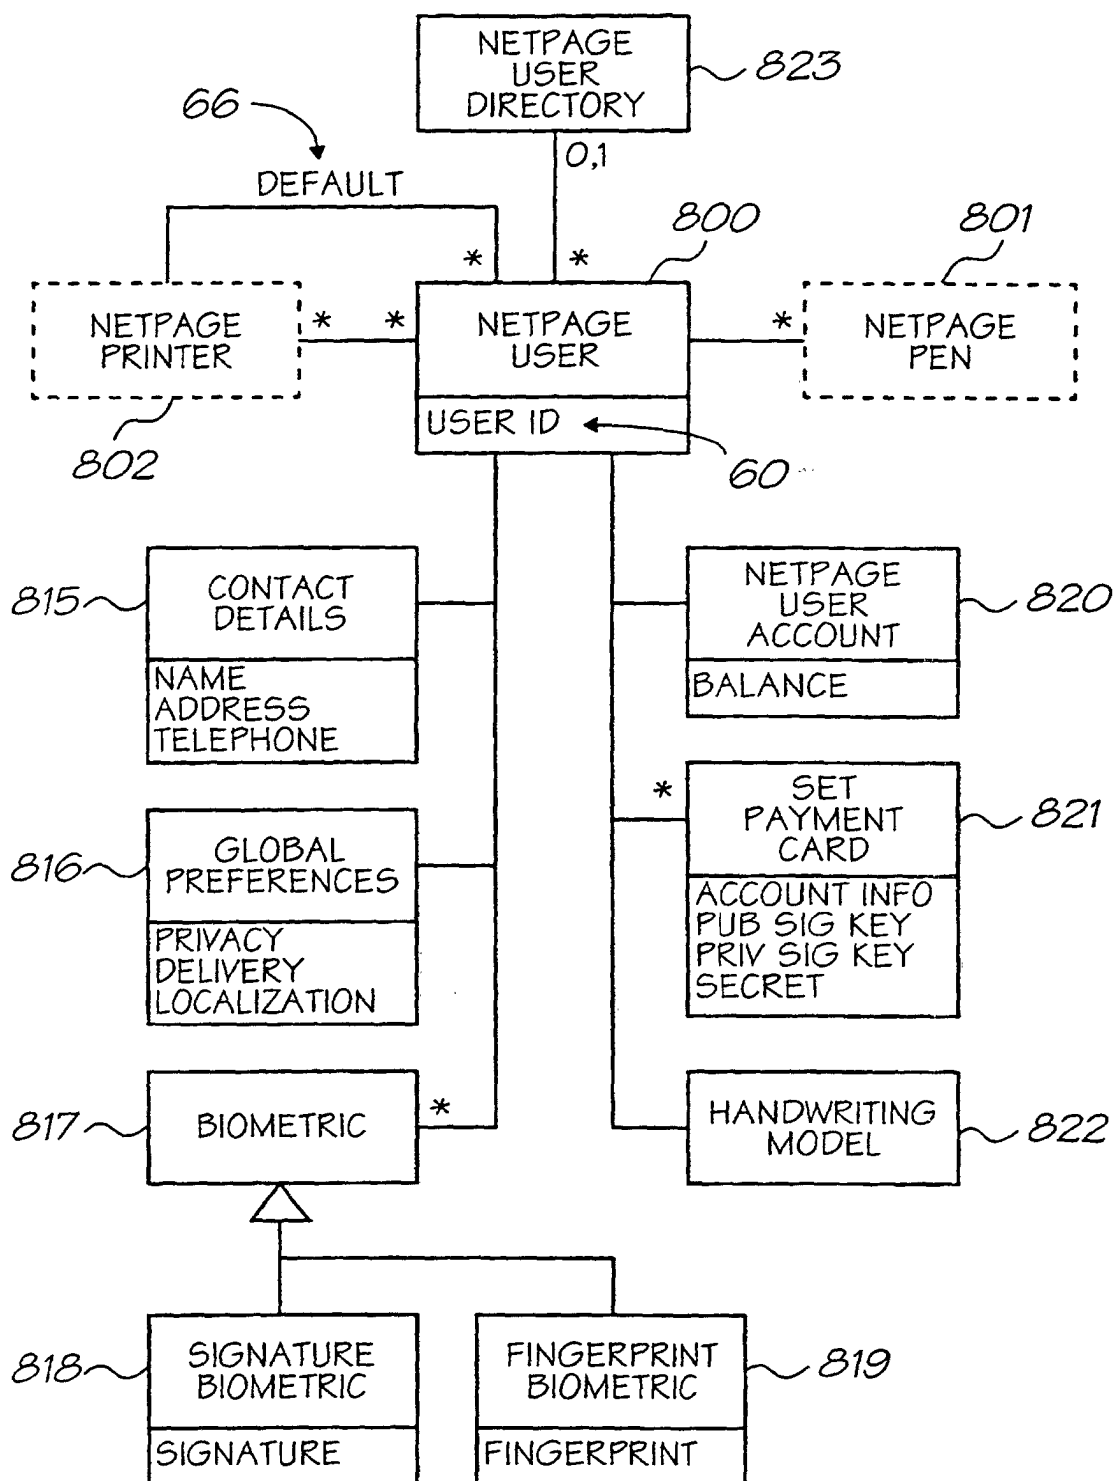 NETPAGE
USER
DIRECTORY
823
66
0,1
DEFAULT
800
801
*
*
NETPAGE
PRINTER
*
*
NETPAGE
USER
*
NETPAGE
PEN
USER ID
802
60
815
CONTACT
DETAILS
NAME
ADDRESS
TELEPHONE
NETPAGE
USER
ACCOUNT
820
BALANCE
816
GLOBAL
PREFERENCES
PRIVACY
DELIVERY
LOCALIZATION
*
SET
PAYMENT
CARD
821
ACCOUNT INFO
PUB SIG KEY
PRIV SIG KEY
SECRET
817
BIOMETRIC
*
HANDWRITING
MODEL
822
818
SIGNATURE
BIOMETRIC
SIGNATURE
FINGERPRINT
BIOMETRIC
819
FINGERPRINT